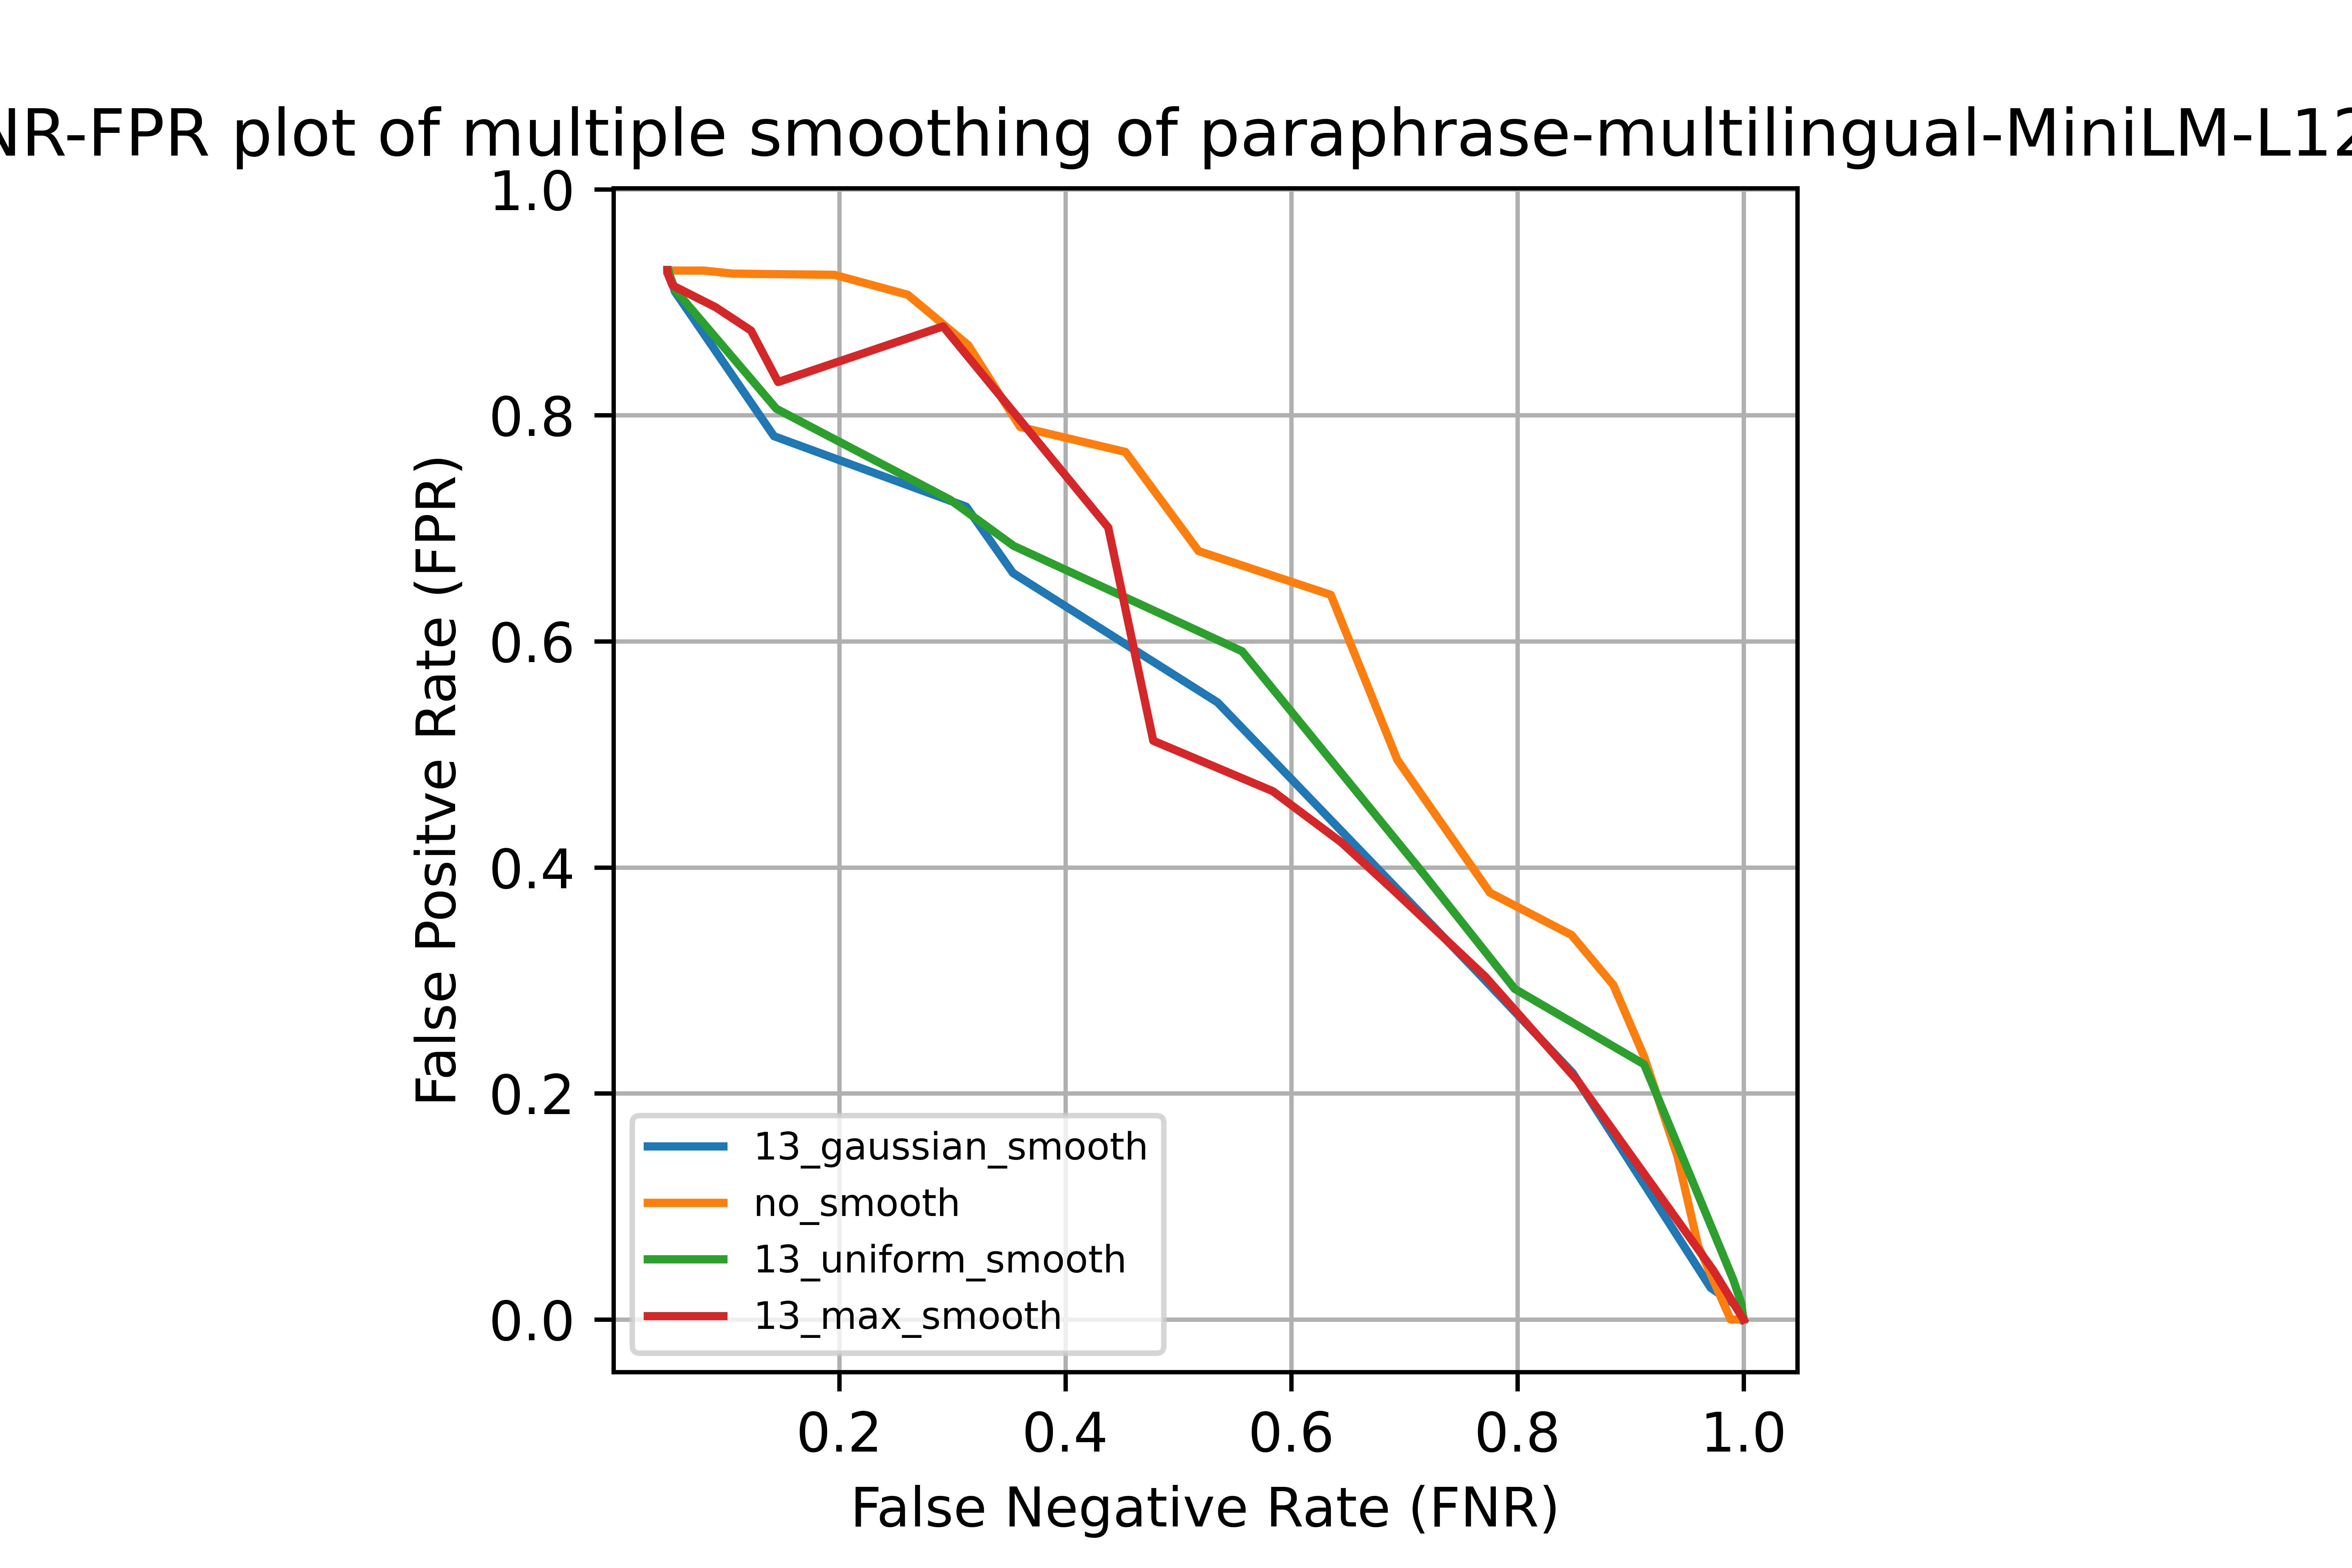 NR-FPR plot of multiple smoothing of paraphrase-multilingual-MiniLM-L12
1.0
0.8
0.6
0.4
0.2
0.0
False Positve Rate (FPR)
13_gaussian_smooth
no_smooth
13_uniform_smooth
13_max_smooth
0.2 0.4 0.6 0.8 1.0
False Negative Rate (FNR)